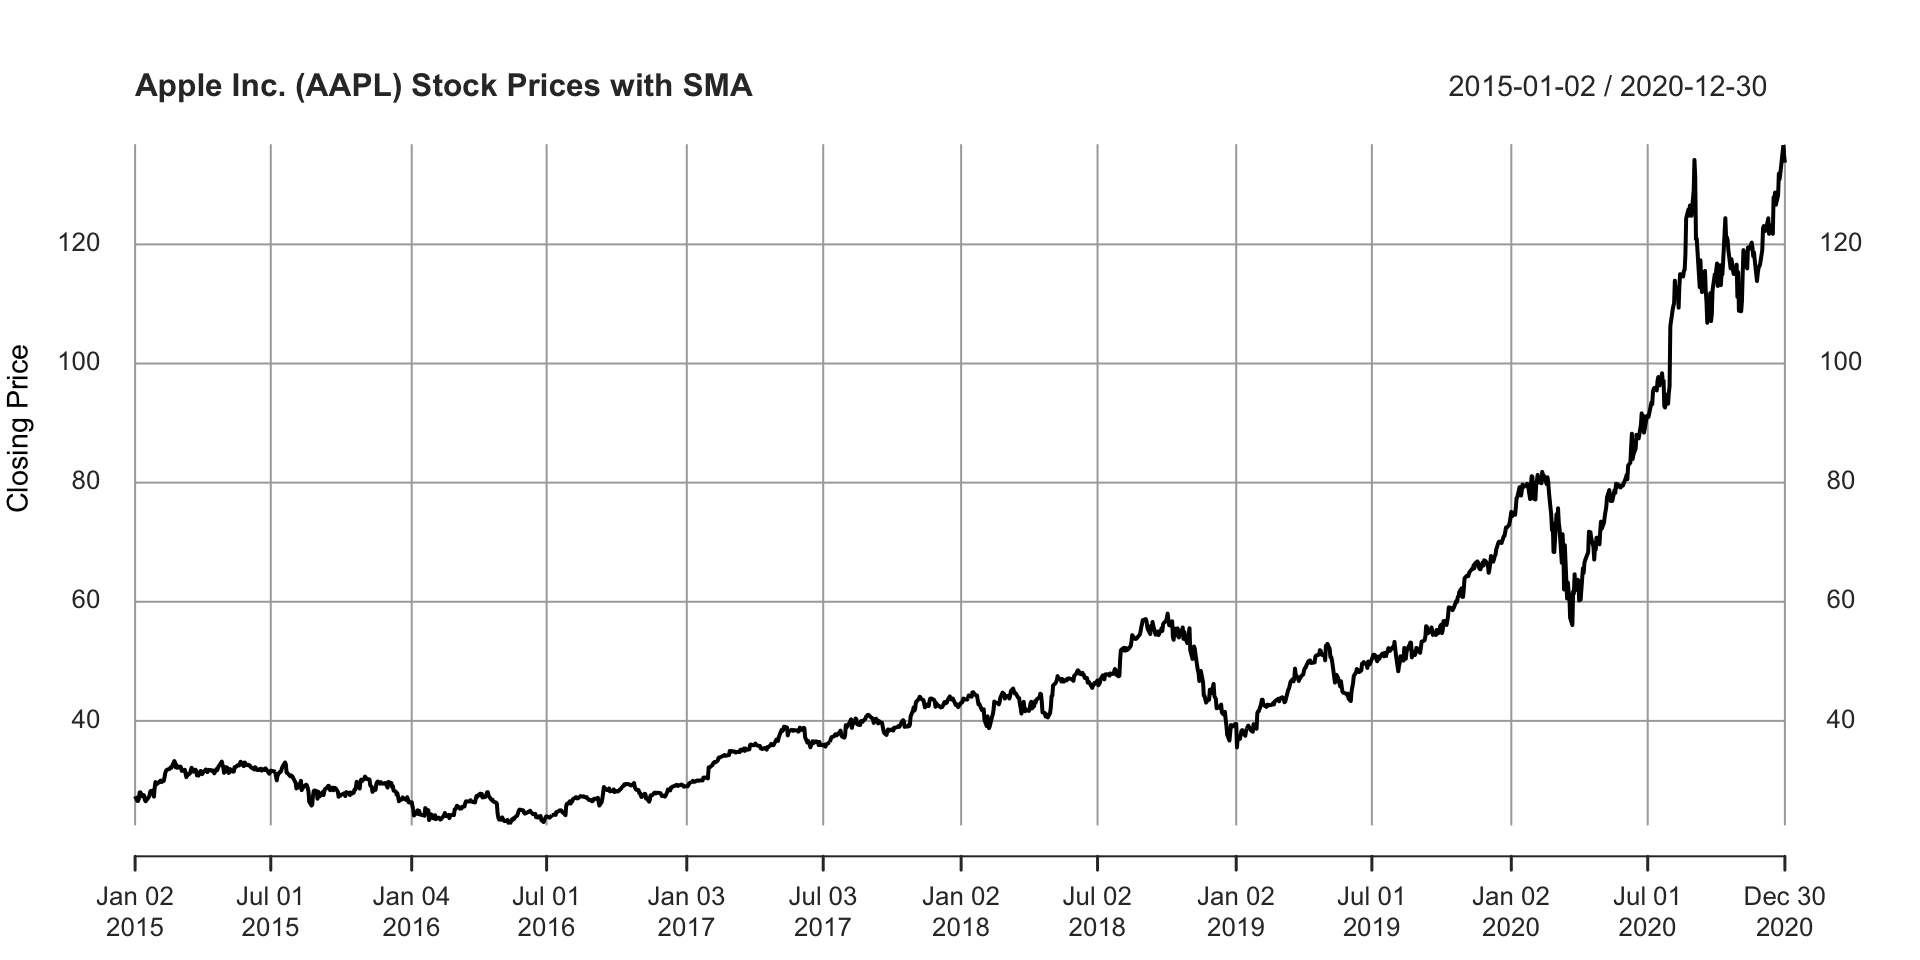 Apple Inc. (AAPL) Stock Prices with SMA 2015-01-02 / 2020-12-30
Closing Price
120 120
100 100
80 80
60 60
40 40
Jan 02 Jul 01 Jan 04 Jul 01 Jan 03 Jul 03 Jan 02 Jul 02 Jan 02 Jul 01 Jan 02 Jul 01 Dec 30
2015 2015 2016 2016 2017 2017 2018 2018 2019 2019 2020 2020 2020